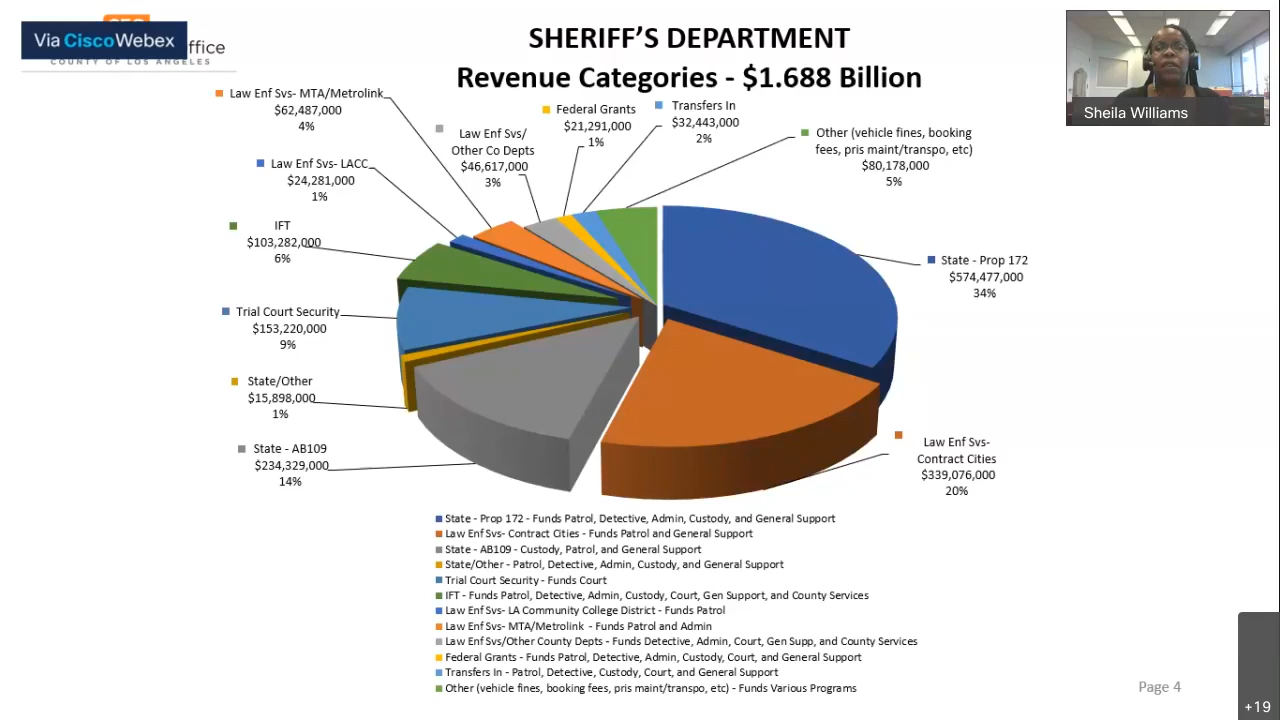 Via CiscoWebex
ffice
COUNTY OF LOS ANGELES
SHERIFF'S DEPARTMENT
Revenue Categories - $1.688 Billion
Sheila Williams
Law Enf Svs- MTA/Metrolink
$62,487,000
4%
Law Enf Svs/
Other Co Depts
$46,617,000
3%
Federal Grants
$21,291,000
1%
Transfers In
$32,443,000
2%
Other (vehicle fines, booking
fees, pris maint/transpo, etc)
$80,178,000
5%
Law Enf Svs- LACC
$24,281,000
1%
IFT
$103,282,000
6%
State - Prop 172
$574,477,000
34%
Trial Court Security
$153,220,000
9%
State/Other
$15,898,000
1%
State - AB109
$234,329,000
14%
Law Enf Svs-
Contract Cities
$339,076,000
20%
State - Prop 172 - Funds Patrol, Detective, Admin, Custody, and General Support
Law Enf Svs- Contract Cities - Funds Patrol and General Support
State - AB109 - Custody, Patrol, and General Support
State/Other - Patrol, Detective, Admin, Custody, and General Support
Trial Court Security - Funds Court
IFT - Funds Patrol, Detective, Admin, Custody, Court, Gen Support, and County Services
Law Enf Svs- LA Community College District - Funds Patrol
Law Enf Svs- MTA/Metrolink - Funds Patrol and Admin
Law Enf Svs/Other County Depts - Funds Detective, Admin, Court, Gen Supp, and County Services
Federal Grants - Funds Patrol, Detective, Admin, Custody, Court, and General Support
Transfers In - Patrol, Detective, Custody, Court, and General Support
Other (vehicle fines, booking fees, pris maint/transpo, etc) - Funds Various Programs
Page 4
+19